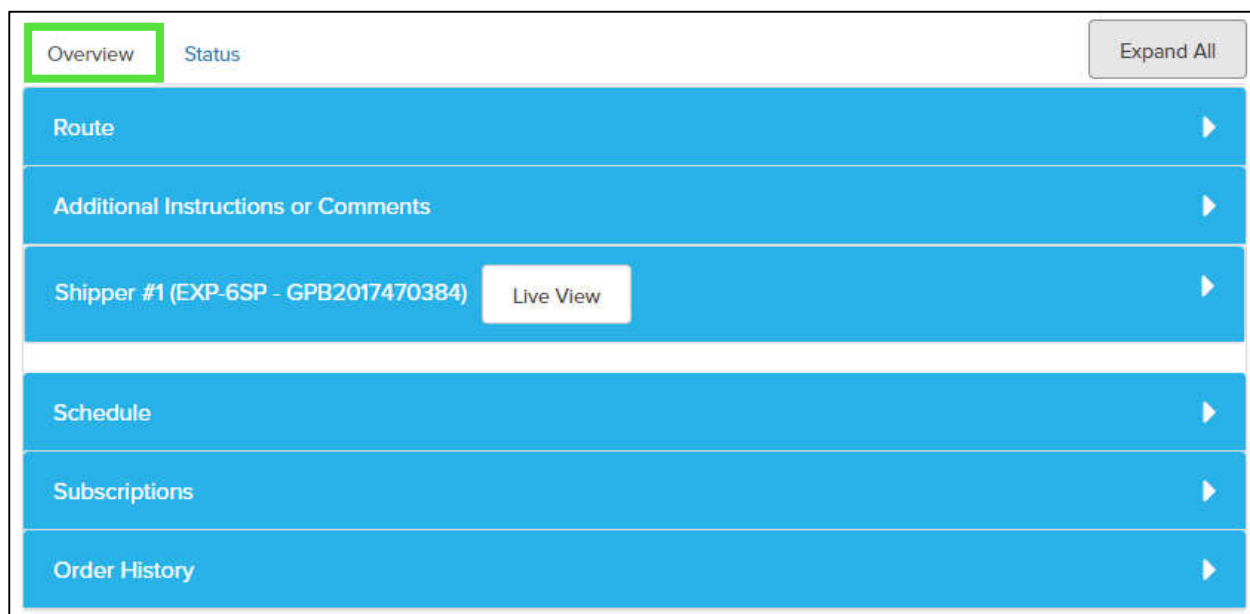 Overview Status Expand All
Route
Additional Instructions or Comments
Shipper #1 (EXP-6SP - GPB2017470384) Live View
Schedule
Subscriptions
Order History